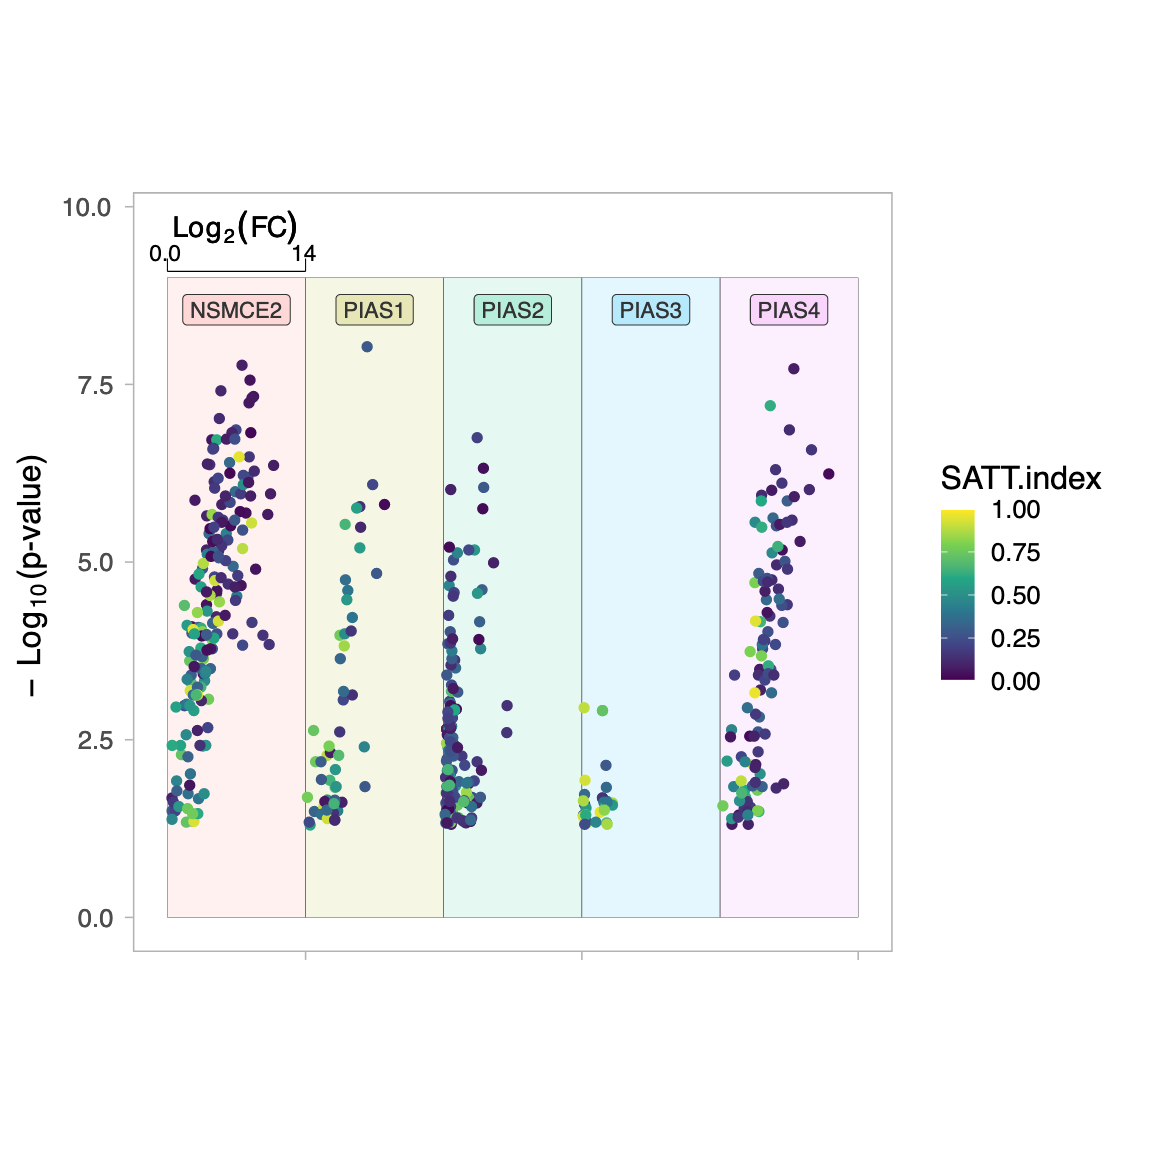 10.0
Log₂(FC)
0.0 14
NSMCE2 PIAS1 PIAS2 PIAS3 PIAS4
7.5
5.0
2.5
0.0
− Log₁₀(p-value)
SATT.index
1.00
0.75
0.50
0.25
0.00